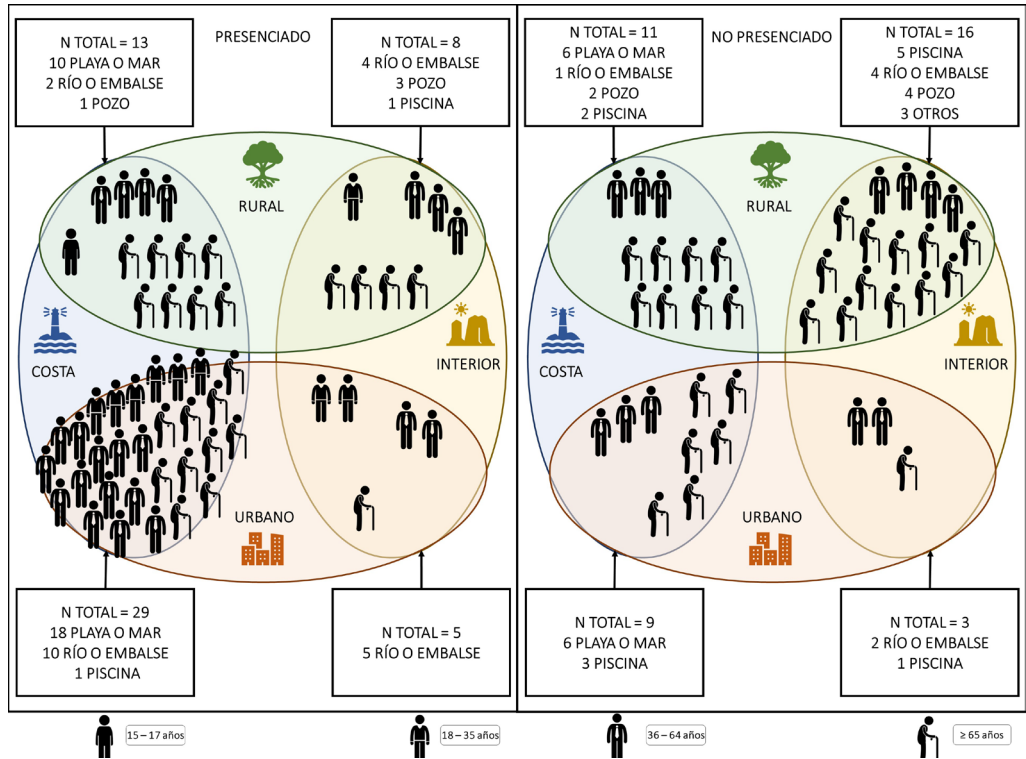 N TOTAL = 13
10 PLAYA O MAR
2 RÍO O EMBALSE
1 POZO
PRESENCIADO
N TOTAL = 8
4 RÍO O EMBALSE
3 POZO
1 PISCINA
RURAL
COSTA
INTERIOR
URBANO
N TOTAL = 29
18 PLAYA O MAR
10 RÍO O EMBALSE
1 PISCINA
N TOTAL = 5
5 RÍO O EMBALSE
N TOTAL = 11
6 PLAYA O MAR
1 RÍO O EMBALSE
2 POZO
2 PISCINA
NO PRESENCIADO
N TOTAL = 16
5 PISCINA
4 RÍO O EMBALSE
4 POZO
3 OTROS
RURAL
COSTA
INTERIOR
URBANO
N TOTAL = 9
6 PLAYA O MAR
3 PISCINA
N TOTAL = 3
2 RÍO O EMBALSE
1 PISCINA
15 – 17 años
18 – 35 años
36 – 64 años
≥ 65 años